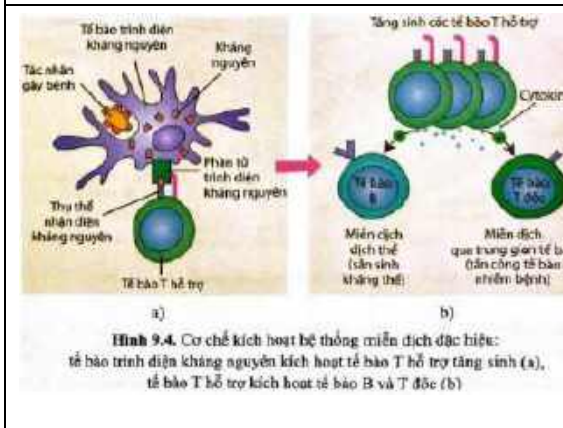 Tế bào trình diện
kháng nguyên
Kháng
nguyên
Tác nhân
gây bệnh
Phân tử
trình diện
kháng nguyên
Thụ thể
nhận diện
kháng nguyên
Tế bào T hỗ trợ
a)
Tăng sinh các tế bào T hỗ trợ
Cytokin
Tế bào
B
Tế bào
T độc
Miễn dịch
dịch thể
(sản sinh
kháng thể)
Miễn dịch
qua trung gian tế b
(tấn công tế bào
nhiễm bệnh)
b)
Hình 9.4. Cơ chế kích hoạt hệ thống miễn dịch đặc hiệu:
tế bào trình diện kháng nguyên kích hoạt tế bào T hỗ trợ tăng sinh (a),
tế bào T hỗ trợ kích hoạt tế bào B và T độc (b)